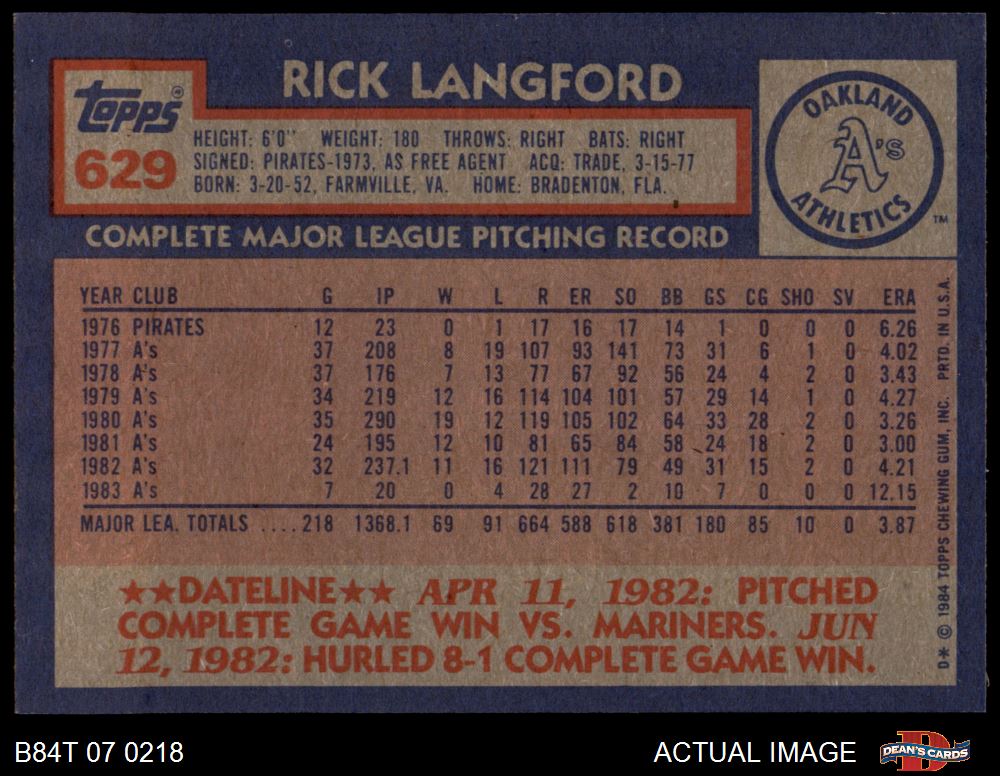 RICK LANGFORD
Topps
629
HEIGHT: 6'0" WEIGHT: 180 THROWS: RIGHT BATS: RIGHT
SIGNED: PIRATES-1973, AS FREE AGENT ACQ: TRADE, 3-15-77
BORN: 3-20-52, FARMVILLE, VA. HOME: BRADENTON, FLA.
OAKLAND
A's
ATHLETICS
TM
COMPLETE MAJOR LEAGUE PITCHING RECORD
YEAR CLUB G IP W L R ER SO BB GS CG SHO SV ERA
1976 PIRATES 12 23 0 1 17 16 17 14 1 0 0 0 6.26
1977 A's 37 208 8 19 107 93 141 73 31 6 1 0 4.02
1978 A's 37 176 7 13 77 67 92 56 24 4 2 0 3.43
1979 A's 34 219 12 16 114 104 101 57 29 14 1 0 4.27
1980 A's 35 290 19 12 119 105 102 64 33 28 2 0 3.26
1981 A's 24 195 12 10 81 65 84 58 24 18 2 0 3.00
1982 A's 32 237.1 11 16 121 111 79 49 31 15 2 0 4.21
1983 A's 7 20 0 4 28 27 2 10 7 0 0 0 12.15
MAJOR LEA. TOTALS ....218 1368.1 69 91 664 588 618 381 180 85 10 0 3.87
★★DATELINE★★ APR 11, 1982: PITCHED
COMPLETE GAME WIN VS. MARINERS. JUN
12, 1982: HURLED 8-1 COMPLETE GAME WIN.
D* © 1984 TOPPS CHEWING GUM, INC. PRTD. IN U.S.A.
B84T 07 0218
ACTUAL IMAGE
D
DEAN'S CARDS